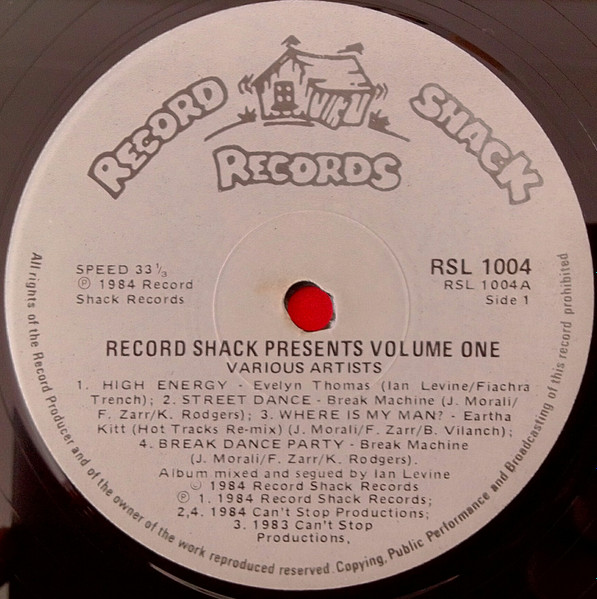 RECORD SHACK
RECORDS
SPEED 33 1/3
℗ 1984 Record
Shack Records
RSL 1004
RSL 1004A
Side 1
RECORD SHACK PRESENTS VOLUME ONE
VARIOUS ARTISTS
1. HIGH ENERGY - Evelyn Thomas (Ian Levine/Fiachra
Trench); 2. STREET DANCE - Break Machine (J. Morali/
F. Zarr/K. Rodgers); 3. WHERE IS MY MAN? - Eartha
Kitt (Hot Tracks Re-mix) (J. Morali/F. Zarr/B. Vilanch);
4. BREAK DANCE PARTY - Break Machine
(J. Morali/F. Zarr/K. Rodgers).
Album mixed and segued by Ian Levine
© 1984 Record Shack Records
℗ 1. 1984 Record Shack Records;
2,4. 1984 Can't Stop Productions;
3. 1983 Can't Stop
Productions,
All rights of the Record Producer and of the owner of the work reproduced reserved. Copying, Public Performance and Broadcasting of this record prohibited